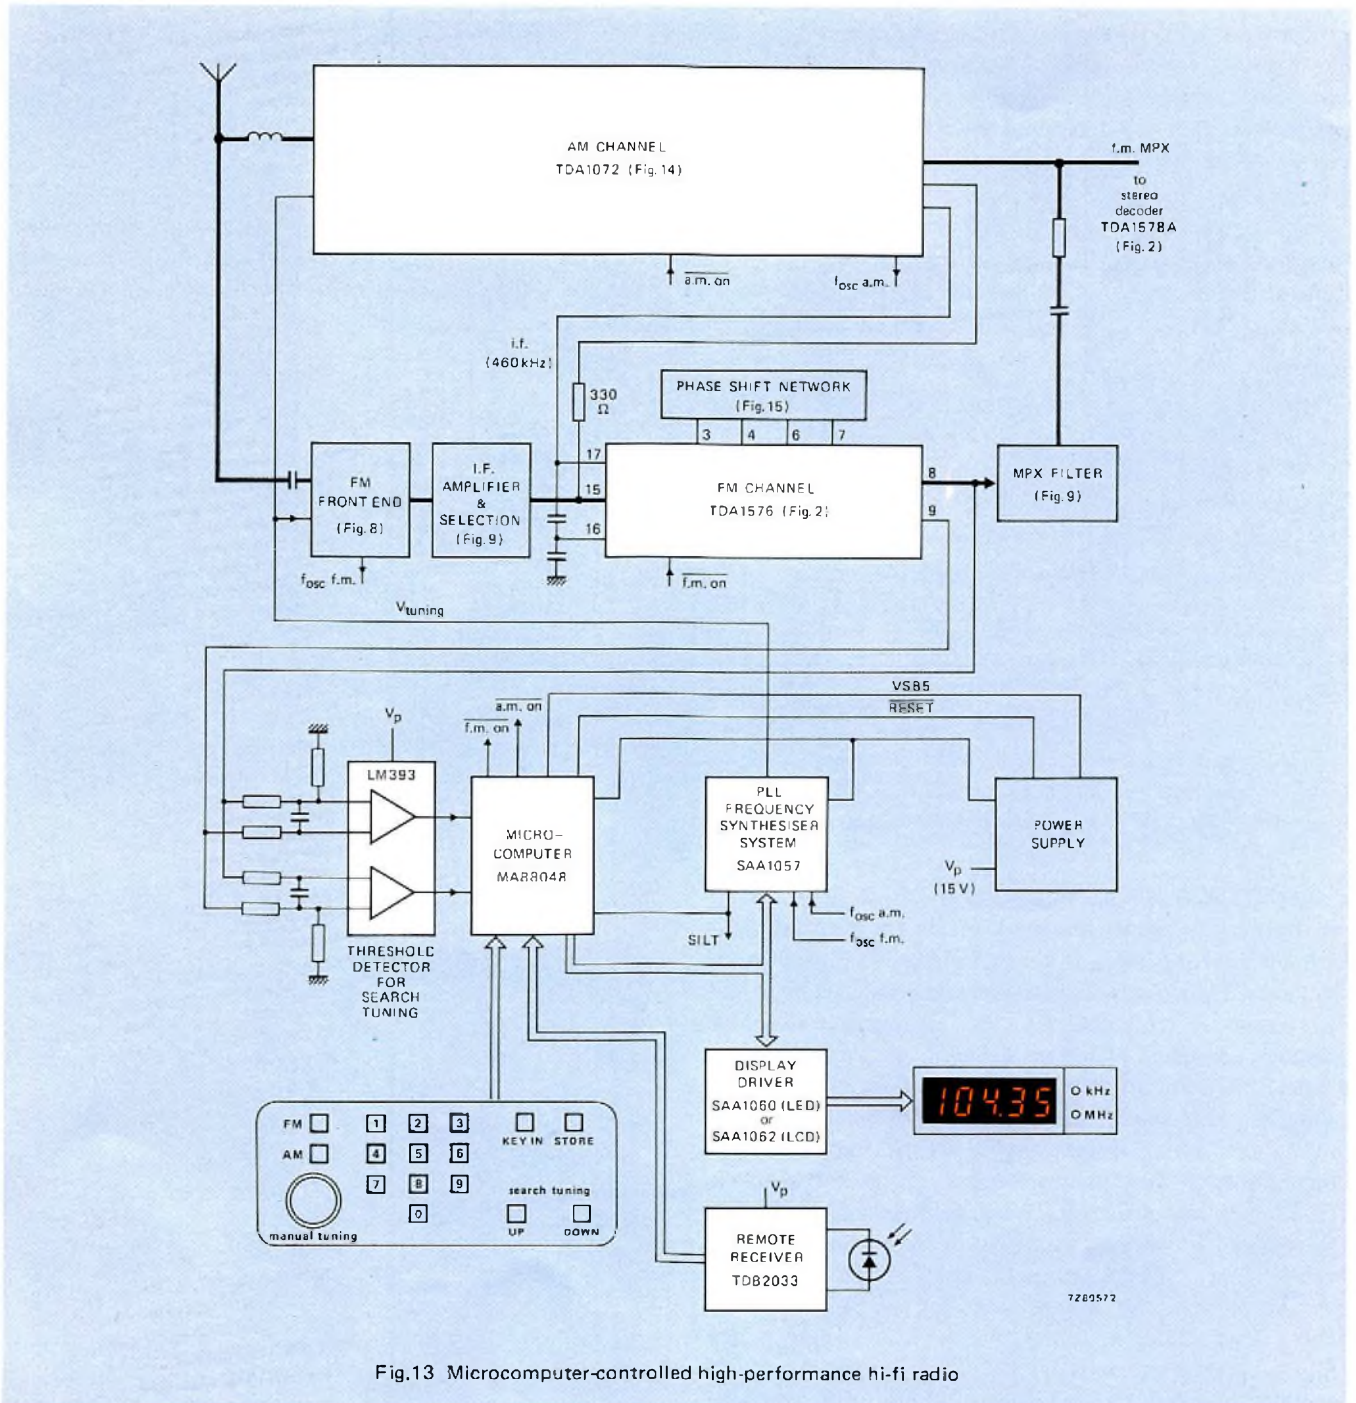 AM CHANNEL
TDA1072 (Fig.14)
f.m. MPX
to
stereo
decoder
TDA1578A
(Fig.2)
a.m. on
fosc a.m.
i.f.
(460kHz)
330
Ω
PHASE SHIFT NETWORK
(Fig.15)
3 4 6 7
FM
FRONT END
(Fig.8)
I.F.
AMPLIFIER
&
SELECTION
(Fig.9)
17
15
16
FM CHANNEL
TDA1576 (Fig.2)
8
9
MPX FILTER
(Fig.9)
fosc f.m.
f.m. on
Vtuning
VSB5
RESET
a.m. on
f.m. on
Vp
LM393
THRESHOLD
DETECTOR
FOR
SEARCH
TUNING
MICRO-
COMPUTER
MAB8048
PLL
FREQUENCY
SYNTHESISER
SYSTEM
SAA1057
POWER
SUPPLY
Vp
(15V)
SILT
fosc a.m.
fosc f.m.
DISPLAY
DRIVER
SAA1060 (LED)
or
SAA1062 (LCD)
104.35
kHz
MHz
FM
AM
1 2 3
4 5 6
7 8 9
0
KEY IN STORE
search tuning
UP DOWN
manual tuning
Vp
REMOTE
RECEIVER
TDB2033
7Z89572
Fig.13 Microcomputer-controlled high-performance hi-fi radio